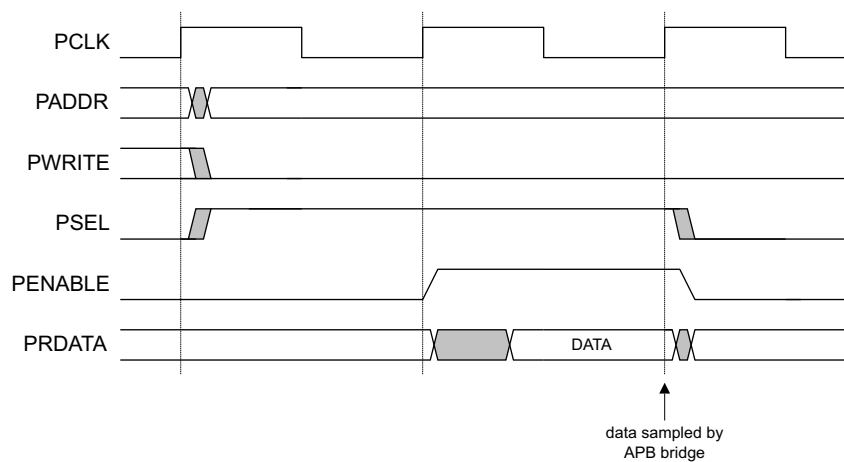 PCLK
PADDR
PWRITE
PSEL
PENABLE
PRDATA
DATA
data sampled by
APB bridge